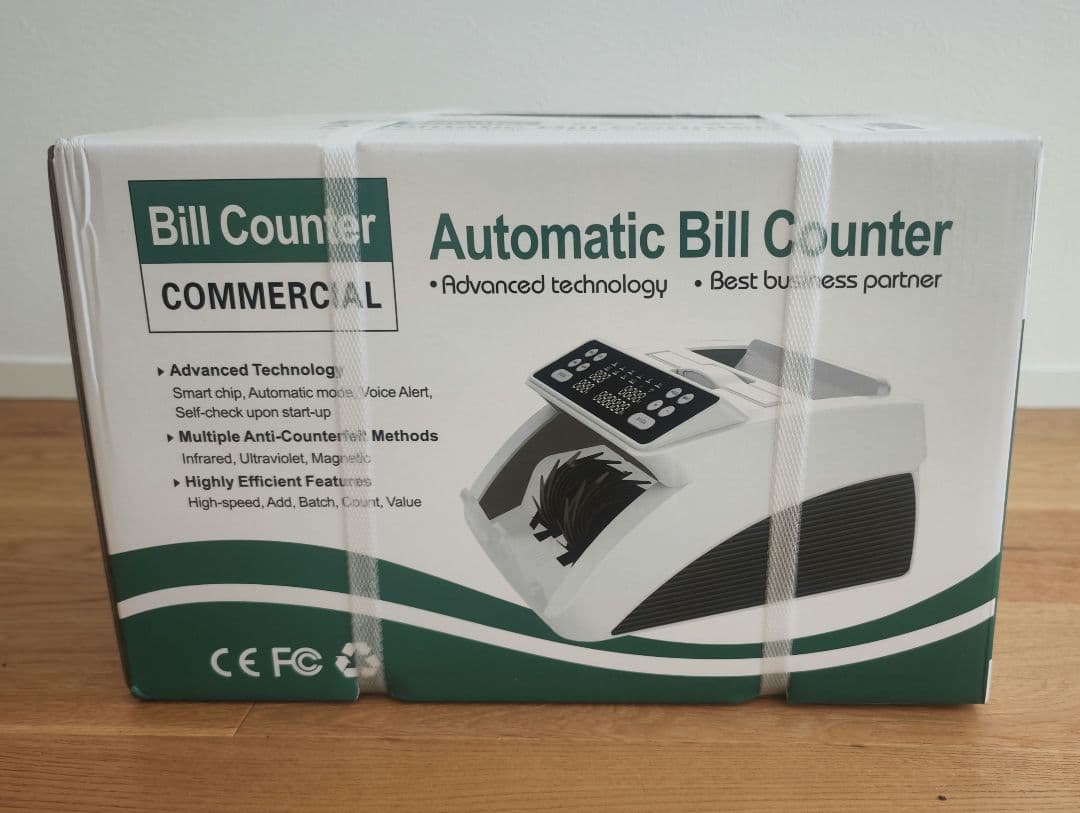 Bill Counter
COMMERCIAL
Automatic Bill Counter
• Advanced technology • Best business partner
Advanced Technology
Smart chip, Automatic mode, Voice Alert,
Self-check upon start-up
Multiple Anti-Counterfeit Methods
Infrared, Ultraviolet, Magnetic
Highly Efficient Features
High-speed, Add, Batch, Count, Value
CE FC